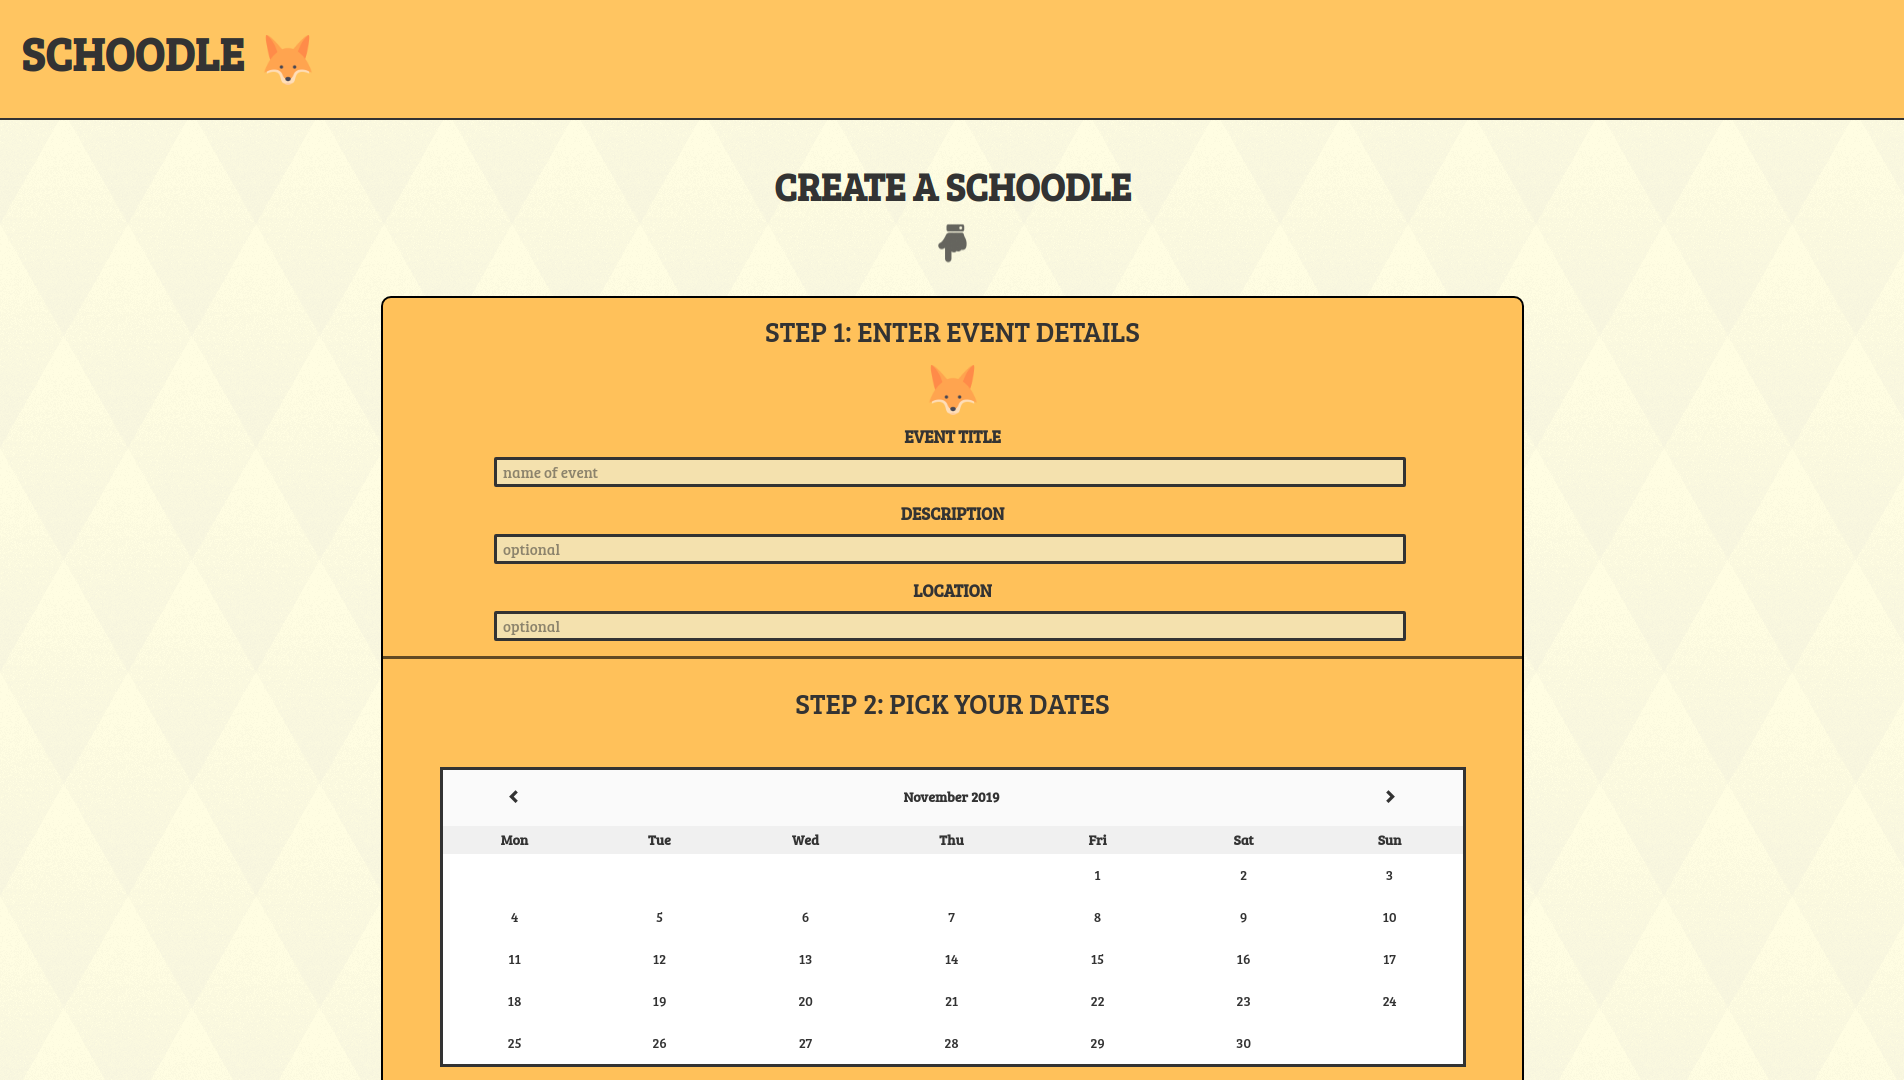 SCHOODLE
CREATE A SCHOODLE
STEP 1: ENTER EVENT DETAILS
EVENT TITLE
name of event
DESCRIPTION
optional
LOCATION
optional
STEP 2: PICK YOUR DATES
November 2019
Mon Tue Wed Thu Fri Sat Sun
1 2 3
4 5 6 7 8 9 10
11 12 13 14 15 16 17
18 19 20 21 22 23 24
25 26 27 28 29 30